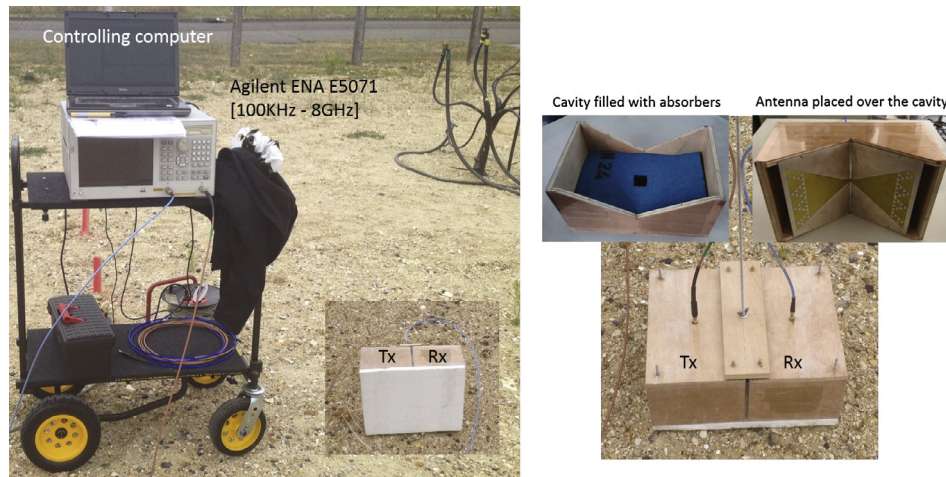 Controlling computer
Agilent ENA E5071
[100KHz - 8GHz]
Tx Rx
Cavity filled with absorbers
Antenna placed over the cavity
24
Tx Rx